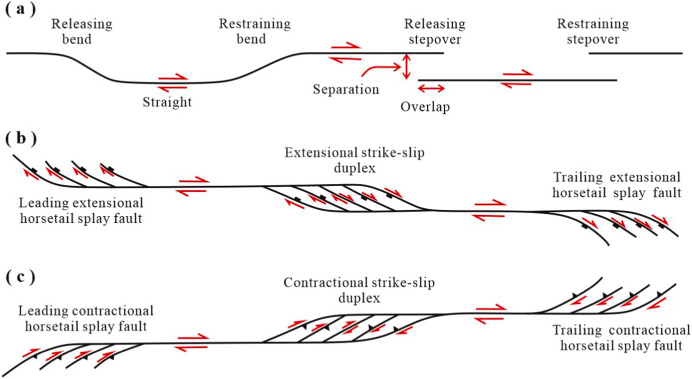 ( a )
Releasing
bend
Restraining
bend
Releasing
stepover
Restraining
stepover
Straight
Separation
Overlap
( b )
Extensional strike-slip
duplex
Trailing extensional
horsetail splay fault
Leading extensional
horsetail splay fault
( c )
Contractional strike-slip
duplex
Leading contractional
horsetail splay fault
Trailing contractional
horsetail splay fault